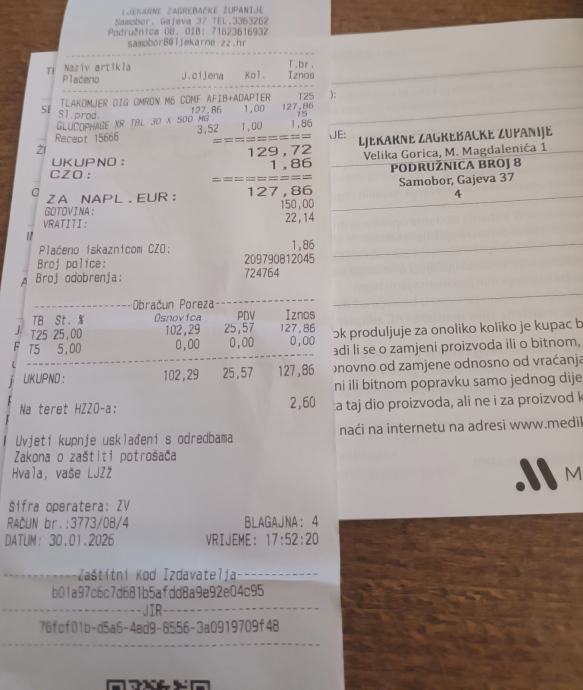 LJEKARNE ZAGREBAČKE ŽUPANIJE
Samobor, Gajeva 37 TEL.3363262
Podružnica 08, OIB: 71623616932
samobor8@ljekarne-zz.hr
Naziv artikla T.br.
Plaćeno J.cijena Kol. Iznos
TLAKOMJER DIG OMRON M6 COMF AFIB+ADAPTER T25
Sl.prod. 127,86 1,00 127,86
GLUCOPHAGE XR TBL 30 X 500 MG T5
Recept 15666 3,52 1,00 1,86
UKUPNO: 129,72
CZO: 1,86
ZA NAPL.EUR: 127,86
GOTOVINA: 150,00
VRATITI: 22,14
Plaćeno iskaznicom CZO: 1,86
Broj police: 209790812045
Broj odobrenja: 724764
Obračun Poreza
TB St. % Osnovica PDV Iznos
T25 25,00 102,29 25,57 127,86
T5 5,00 0,00 0,00 0,00
UKUPNO: 102,29 25,57 127,86
Na teret HZZO-a: 2,60
Uvjeti kupnje usklađeni s odredbama
Zakona o zaštiti potrošača
Hvala, vaše LJZŽ
Šifra operatera: ZV
RAČUN br.:3773/08/4 BLAGAJNA: 4
DATUM: 30.01.2026 VRIJEME: 17:52:20
Zaštitni Kod Izdavatelja
b01a97c6c7d681b5afdd8a9e92e04c95
JIR
76fcf01b-d5a6-4ad9-8556-3a0919709f48
):
JE:
LJEKARNE ZAGREBAČKE ŽUPANIJE
Velika Gorica, M. Magdalenića 1
PODRUŽNICA BROJ 8
Samobor, Gajeva 37
4
ok produljuje za onoliko koliko je kupac b
adi li se o zamjeni proizvoda ili o bitnom,
onovno od zamjene odnosno od vraćanja
ni ili bitnom popravku samo jednog dije
a taj dio proizvoda, ali ne i za proizvod k
naći na internetu na adresi www.medik
M